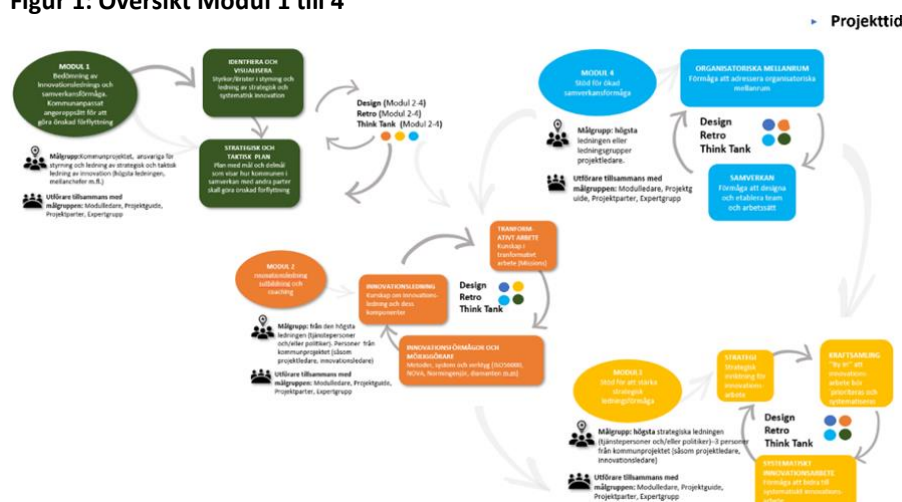 Figur 1: Översikt Modul 1 till 4
Projekttid
MODUL 1
Bedömning av
Innovationslednings och
samverkansförmåga.
Kommunanpassat
angreppsätt för att
göra önskad förflyttning
IDENTIFIERA OCH
VISUALISERA
Styrkor/brister i styrning och
ledning av strategisk och
systematisk innovation
STRATEGISK OCH
TAKTISK PLAN
Plan med mål och delmål
som visar hur kommunen i
samverkan med andra parter
skall göra önskad förflyttning
Design (Modul 2-4)
Retro (Modul 2-4)
Think Tank (Modul 2-4)
Målgrupp:Kommunprojektet, ansvariga för
styrning och ledning av strategisk och taktisk
ledning av innovation (högsta ledningen,
mellanchefer m.fl.)
Utförare tillsammans med
målgruppen: Modulledare, Projektguide,
Projektparter, Expertgrupp
MODUL 4
Stöd för ökad
samverkansförmåga
ORGANISATORISKA MELLANRUM
Förmåga att adressera organisatoriska
mellanrum
Design
Retro
Think Tank
SAMVERKAN
Förmåga att designa
och etablera team
och arbetssätt
Målgrupp: högsta
ledningen eller
ledningsgrupper
projektledare.
Utförare tillsammans med
målgruppen: Modulledare, Projektg
uide, Projektparter, Expertgrupp
MODUL 2
nnovationsledning
sutbildning och
coaching
INNOVATIONSLEDNING
Kunskap om innovations-
ledning och dess
komponenter
TRANFORM-
ATIVT ARBETE
Kunskap i
tranformativt
arbete (Missions)
Design
Retro
Think Tank
INNOVATIONSFÖRMÅGOR OCH
MÖJLIGGÖRARE
Metoder, system och verktyg (ISO56000,
NOVA, Normingenjör, diamanten m.m)
Målgrupp: från den högsta
ledningen (tjänstepersoner
och/eller politiker). Personer från
kommunprojektet (såsom
projektledare, innovationsledare)
Utförare tillsammans med
målgruppen: Modulledare, Projektguide,
Projektparter, Expertgrupp
MODUL 3
Stöd för att stärka
strategisk
ledningsförmåga
STRATEGI
Strategisk
inriktning för
innovations-
arbete
KRAFTSAMLING
"By in" att
innovations-
arbete bör
prioriteras och
systematiseras
Design
Retro
Think Tank
SYSTEMATISKT
INNOVATIONSARBETE
Förmåga att bidra till
systematiskt innovations-
arbete
Målgrupp: högsta strategiska ledningen
(tjänstepersoner och/eller politiker)-3 personer
från kommunprojektet (såsom projektledare,
innovationsledare)
Utförare tillsammans med
målgruppen: Modulledare, Projektguide,
Projektparter, Expertgrupp